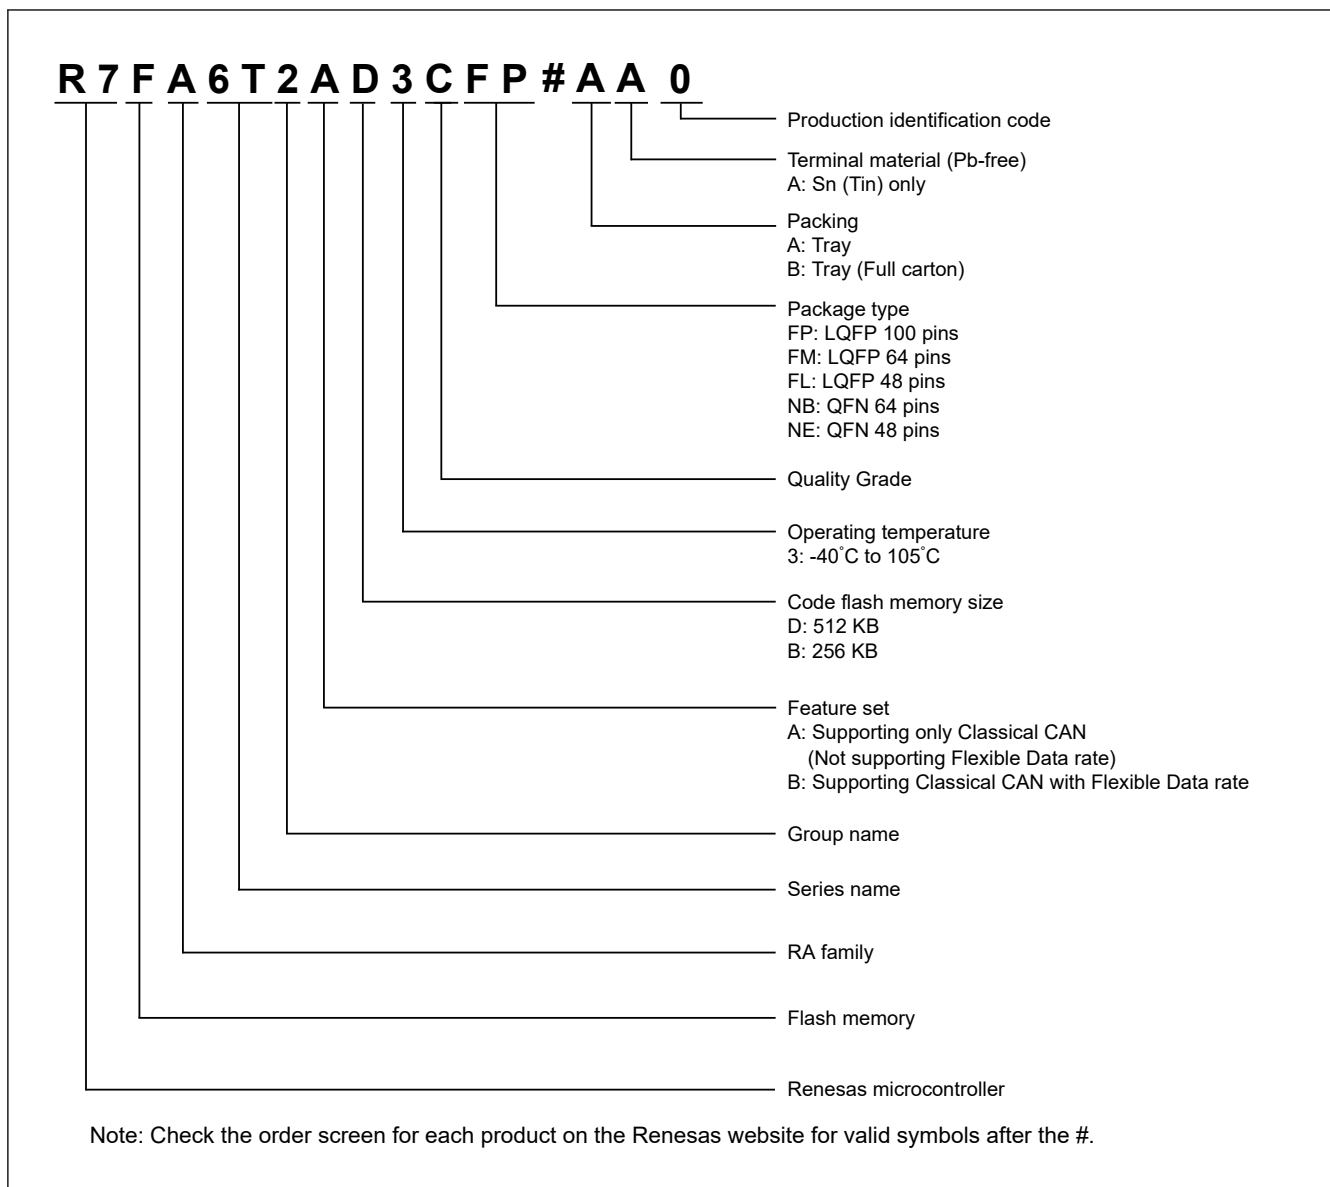 R7FA6T2AD3CFP#AA0
Production identification code
Terminal material (Pb-free)
A: Sn (Tin) only
Packing
A: Tray
B: Tray (Full carton)
Package type
FP: LQFP 100 pins
FM: LQFP 64 pins
FL: LQFP 48 pins
NB: QFN 64 pins
NE: QFN 48 pins
Quality Grade
Operating temperature
3: -40°C to 105°C
Code flash memory size
D: 512 KB
B: 256 KB
Feature set
A: Supporting only Classical CAN
(Not supporting Flexible Data rate)
B: Supporting Classical CAN with Flexible Data rate
Group name
Series name
RA family
Flash memory
Renesas microcontroller
Note: Check the order screen for each product on the Renesas website for valid symbols after the #.